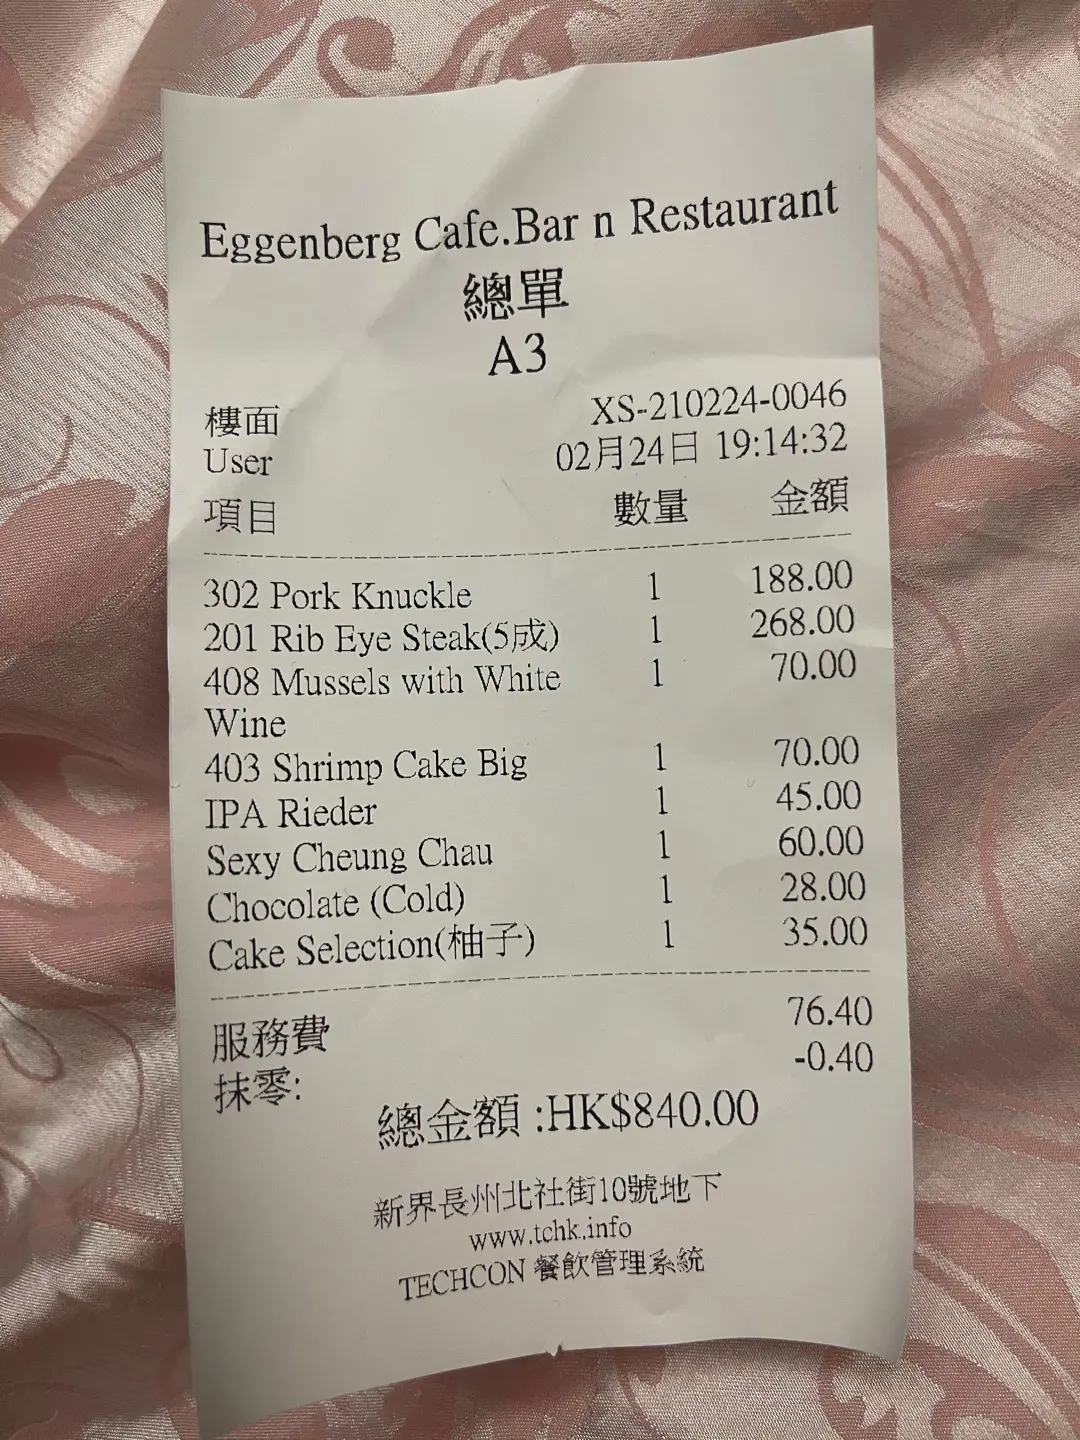 Eggenberg Cafe.Bar n Restaurant
總單
A3
樓面 XS-210224-0046
User 02月24日 19:14:32
項目 數量 金額
302 Pork Knuckle 1 188.00
201 Rib Eye Steak(5成) 1 268.00
408 Mussels with White 1 70.00
Wine
403 Shrimp Cake Big 1 70.00
IPA Rieder 1 45.00
Sexy Cheung Chau 1 60.00
Chocolate (Cold) 1 28.00
Cake Selection(柚子) 1 35.00
服務費 76.40
抹零: -0.40
總金額 :HK$840.00
新界長州北社街10號地下
www.tchk.info
TECHCON 餐飲管理系統